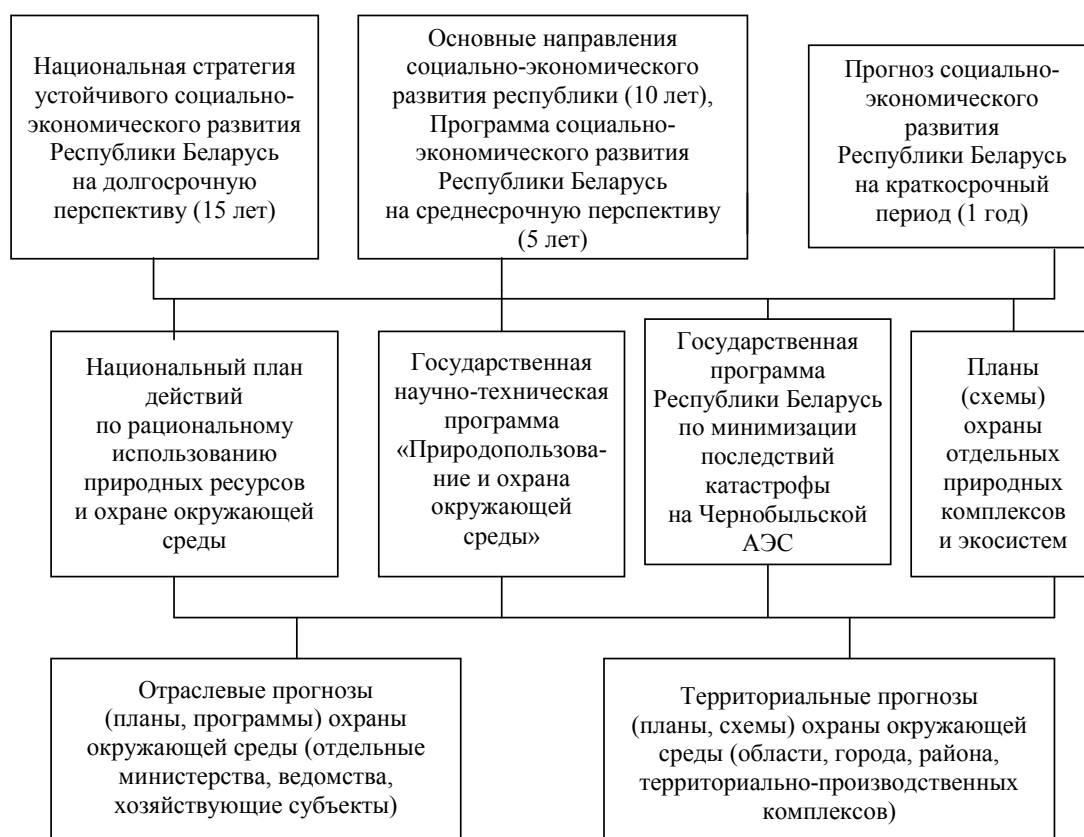 Национальная стратегия
устойчивого социально-
экономического развития
Республики Беларусь
на долгосрочную
перспективу (15 лет)
Основные направления
социально-экономического
развития республики (10 лет),
Программа социально-
экономического развития
Республики Беларусь
на среднесрочную перспективу
(5 лет)
Прогноз социально-
экономического
развития
Республики Беларусь
на краткосрочный
период (1 год)
Национальный план
действий
по рациональному
использованию
природных ресурсов
и охране окружающей
среды
Государственная
научно-техническая
программа
«Природопользова-
ние и охрана
окружающей
среды»
Государственная
программа
Республики Беларусь
по минимизации
последствий
катастрофы
на Чернобыльской
АЭС
Планы
(схемы)
охраны
отдельных
природных
комплексов
и экосистем
Отраслевые прогнозы
(планы, программы) охраны
окружающей среды (отдельные
министерства, ведомства,
хозяйствующие субъекты)
Территориальные прогнозы
(планы, схемы) охраны окружающей
среды (области, города, района,
территориально-производственных
комплексов)